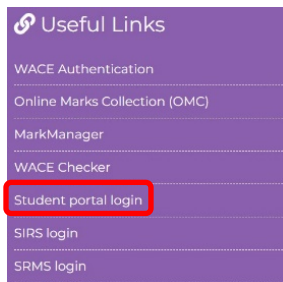 Useful Links
WACE Authentication
Online Marks Collection (OMC)
MarkManager
WACE Checker
Student portal login
SIRS login
SRMS login